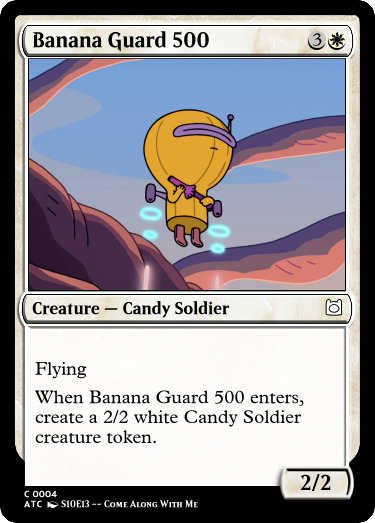 Banana Guard 500 3
Creature — Candy Soldier
Flying
When Banana Guard 500 enters,
create a 2/2 white Candy Soldier
creature token.
2/2
C 0004
ATC S10E13 -- Come Along With Me